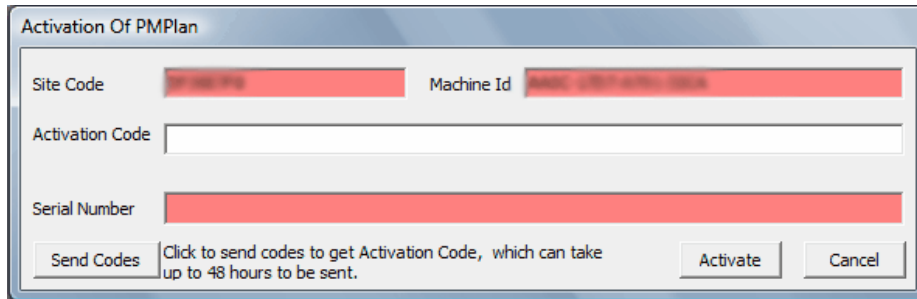 Activation Of PMPlan
Site Code
Machine Id
Activation Code
Serial Number
Send Codes
Click to send codes to get Activation Code, which can take
up to 48 hours to be sent.
Activate
Cancel